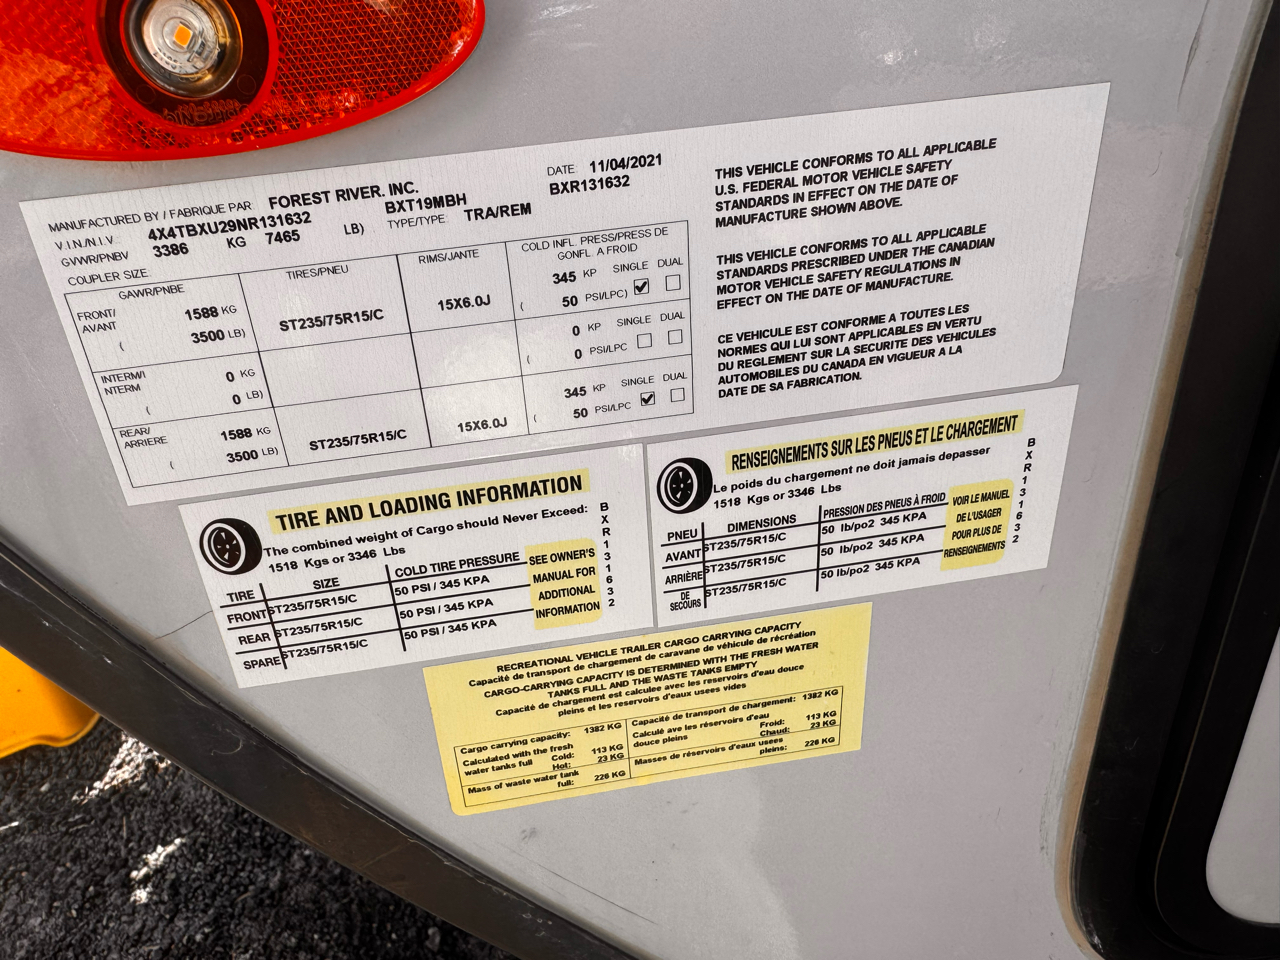 MANUFACTURED BY / FABRIQUE PAR FOREST RIVER. INC. DATE 11/04/2021
V.I.N./N.I.V. 4X4TBXU29NR131632 BXT19MBH BXR131632
GVWR/PNBV 3386 KG 7465 LB) TYPE/TYPE: TRA/REM
COUPLER SIZE
GAWR/PNBE TIRES/PNEU RIMS/JANTE COLD INFL. PRESS/PRESS DE
GONFL. A FROID
FRONT/
AVANT 1588 KG ST235/75R15/C 15X6.0J 345 KP SINGLE DUAL
( 3500 LB) ( 50 PSI/LPC)
INTERM/I
NTERM 0 KG 0 KP SINGLE DUAL
( 0 LB) ( 0 PSI/LPC
REAR/
ARRIERE 1588 KG ST235/75R15/C 15X6.0J 345 KP SINGLE DUAL
( 3500 LB) ( 50 PSI/LPC
THIS VEHICLE CONFORMS TO ALL APPLICABLE
U.S. FEDERAL MOTOR VEHICLE SAFETY
STANDARDS IN EFFECT ON THE DATE OF
MANUFACTURE SHOWN ABOVE.
THIS VEHICLE CONFORMS TO ALL APPLICABLE
STANDARDS PRESCRIBED UNDER THE CANADIAN
MOTOR VEHICLE SAFETY REGULATIONS IN
EFFECT ON THE DATE OF MANUFACTURE.
CE VEHICULE EST CONFORME A TOUTES LES
NORMES QUI LUI SONT APPLICABLES EN VERTU
DU REGLEMENT SUR LA SECURITE DES VEHICULES
AUTOMOBILES DU CANADA EN VIGUEUR A LA
DATE DE SA FABRICATION.
TIRE AND LOADING INFORMATION
The combined weight of Cargo should Never Exceed:
1518 Kgs or 3346 Lbs
TIRE SIZE COLD TIRE PRESSURE
FRONT ST235/75R15/C 50 PSI / 345 KPA
REAR ST235/75R15/C 50 PSI / 345 KPA
SPARE ST235/75R15/C 50 PSI / 345 KPA
SEE OWNER'S
MANUAL FOR
ADDITIONAL
INFORMATION
BXR131632
RENSEIGNEMENTS SUR LES PNEUS ET LE CHARGEMENT
Le poids du chargement ne doit jamais depasser
1518 Kgs or 3346 Lbs
PNEU DIMENSIONS PRESSION DES PNEUS À FROID
AVANT ST235/75R15/C 50 lb/po2 345 KPA
ARRIÈRE ST235/75R15/C 50 lb/po2 345 KPA
DE
SECOURS ST235/75R15/C 50 lb/po2 345 KPA
VOIR LE MANUEL
DE L'USAGER
POUR PLUS DE
RENSEIGNEMENTS
BXR131632
RECREATIONAL VEHICLE TRAILER CARGO CARRYING CAPACITY
Capacité de transport de chargement de caravane de véhicule de récréation
CARGO-CARRYING CAPACITY IS DETERMINED WITH THE FRESH WATER
TANKS FULL AND THE WASTE TANKS EMPTY
Capacité de chargement est calculee avec les reservoirs d'eau douce
pleins et les reservoirs d'eaux usees vides
Cargo carrying capacity: 1382 KG
Calculated with the fresh
water tanks full Cold: 113 KG
Hot: 23 KG
Mass of waste water tank
full: 226 KG
Capacité de transport de chargement: 1382 KG
Calculé ave les réservoirs d'eau
douce pleins Froid: 113 KG
Chaud: 23 KG
Masses de réservoirs d'eaux usees
pleins: 226 KG